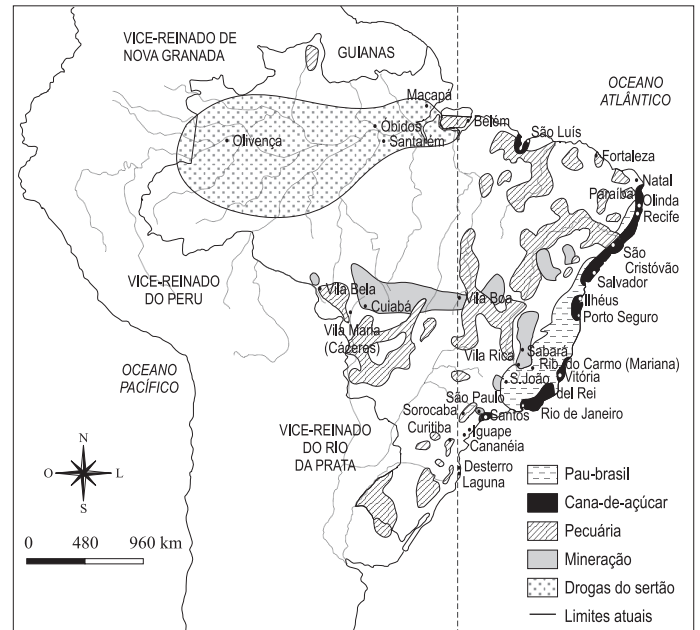 VICE-REINADO DE
NOVA GRANADA
GUIANAS
OCEANO
ATLÂNTICO
Macapá
Belém
Óbidos
Santarém
Olivença
São Luís
Fortaleza
Natal
Paraíba
Olinda
Recife
São
Cristóvão
Salvador
Ilhéus
Porto Seguro
VICE-REINADO
DO PERU
Vila Bela
Cuiabá
Vila Boa
Vila Maria
(Cáceres)
Vila Rica
Sabará
Rib. do Carmo (Mariana)
Vitória
S. João
del Rei
Rio de Janeiro
OCEANO
PACÍFICO
São Paulo
Sorocaba
Santos
Curitiba
Iguape
Cananéia
VICE-REINADO
DO RIO
DA PRATA
Desterro
Laguna
N
O
L
S
0 480 960 km
Pau-brasil
Cana-de-açúcar
Pecuária
Mineração
Drogas do sertão
Limites atuais